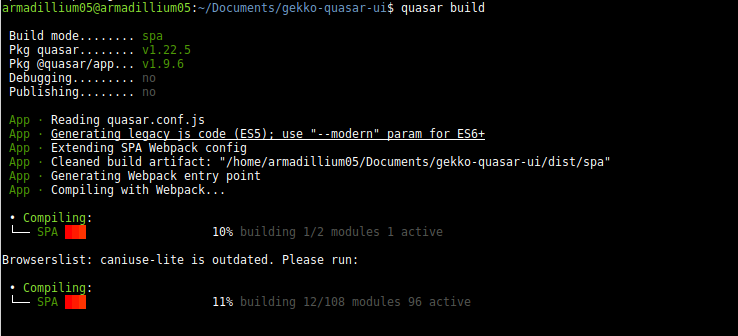 armadillium05@armadillium05:~/Documents/gekko-quasar-ui$ quasar build
Build mode........ spa
Pkg quasar........ v1.22.5
Pkg @quasar/app... v1.9.6
Debugging......... no
Publishing........ no
App · Reading quasar.conf.js
App · Generating legacy js code (ES5); use "--modern" param for ES6+
App · Extending SPA Webpack config
App · Cleaned build artifact: "/home/armadillium05/Documents/gekko-quasar-ui/dist/spa"
App · Generating Webpack entry point
App · Compiling with Webpack...
• Compiling:
└── SPA ███ 10% building 1/2 modules 1 active
Browserslist: caniuse-lite is outdated. Please run:
• Compiling:
└── SPA ███ 11% building 12/108 modules 96 active